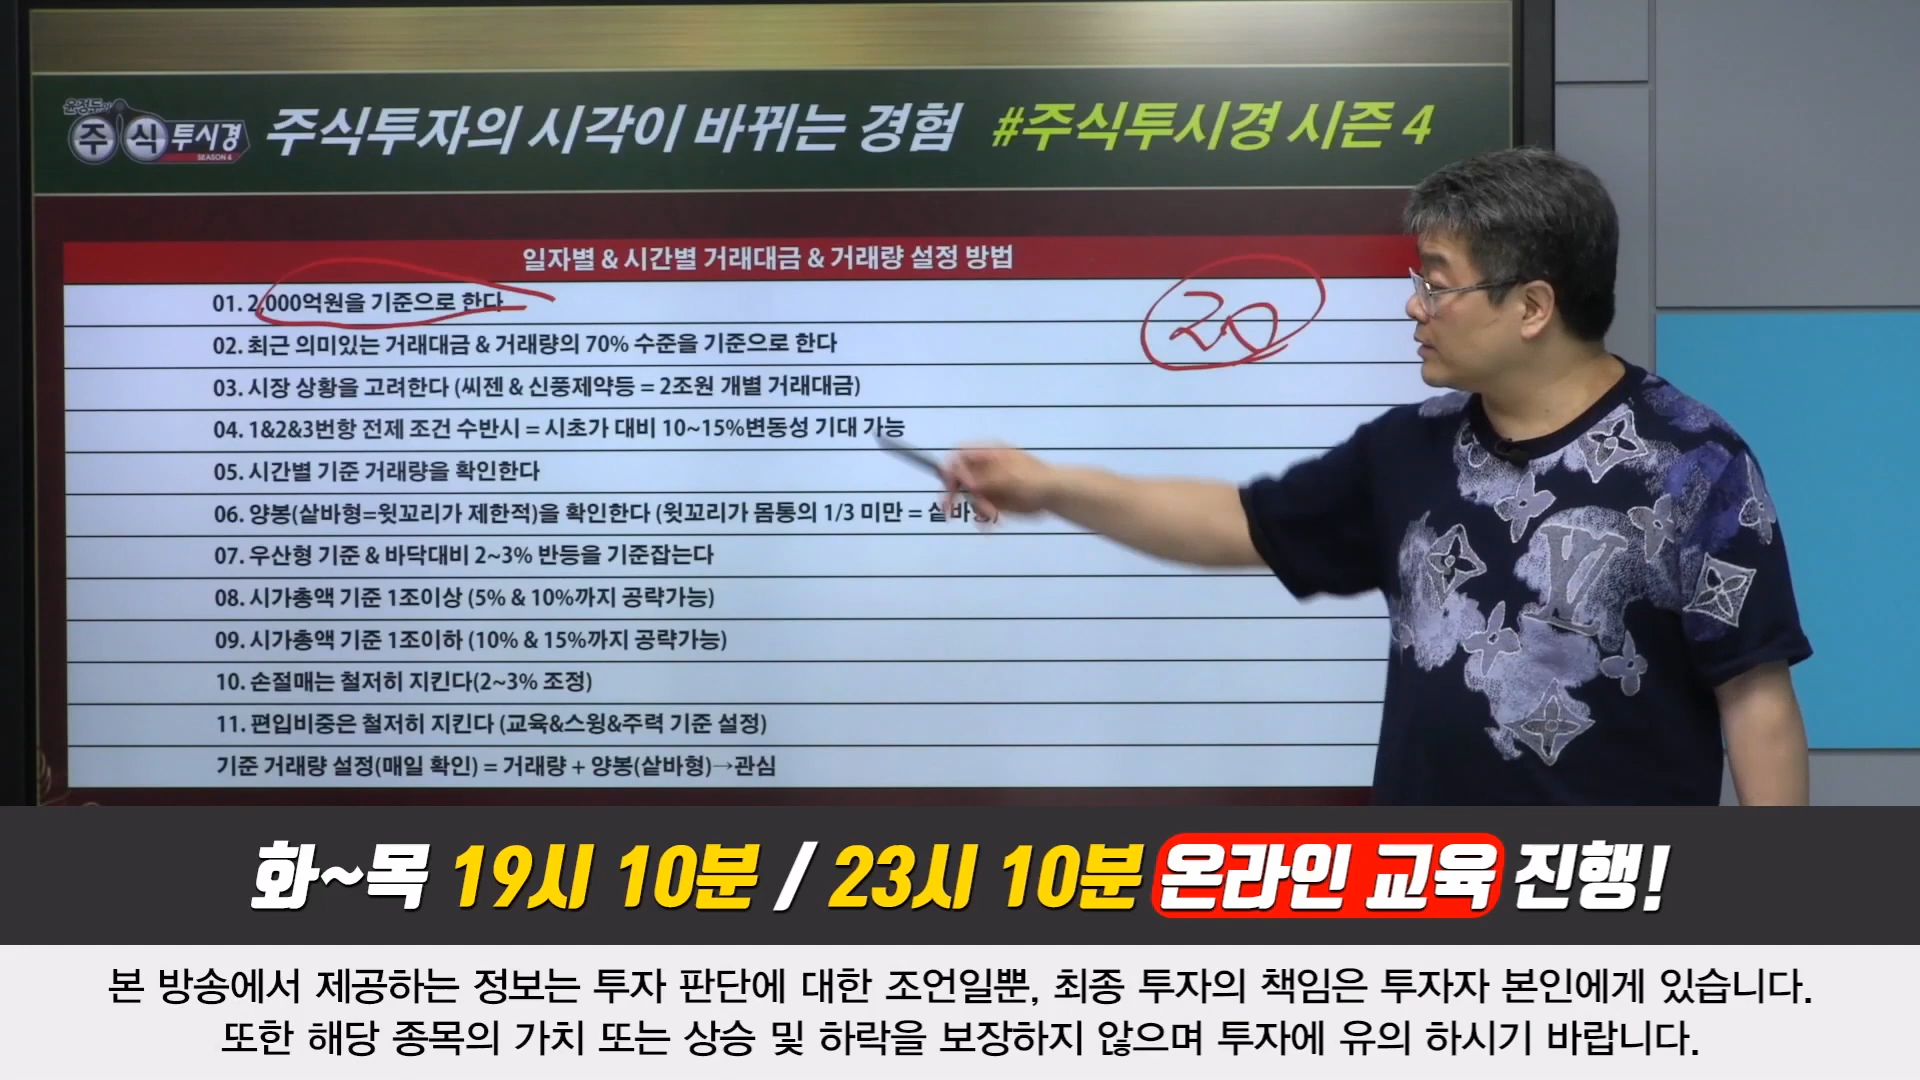 윤정두의
주식투시경
SEASON 4
주식투자의 시각이 바뀌는 경험 #주식투시경 시즌 4
일자별 & 시간별 거래대금 & 거래량 설정 방법
01. 2,000억원을 기준으로 한다
20
02. 최근 의미있는 거래대금 & 거래량의 70% 수준을 기준으로 한다
03. 시장 상황을 고려한다 (씨젠 & 신풍제약등 = 2조원 개별 거래대금)
04. 1&2&3번항 전제 조건 수반시 = 시초가 대비 10~15%변동성 기대 가능
05. 시간별 기준 거래량을 확인한다
06. 양봉(샅바형=윗꼬리가 제한적)을 확인한다 (윗꼬리가 몸통의 1/3 미만 = 샅바형)
07. 우산형 기준 & 바닥대비 2~3% 반등을 기준잡는다
08. 시가총액 기준 1조이상 (5% & 10%까지 공략가능)
09. 시가총액 기준 1조이하 (10% & 15%까지 공략가능)
10. 손절매는 철저히 지킨다(2~3% 조정)
11. 편입비중은 철저히 지킨다 (교육&스윙&주력 기준 설정)
기준 거래량 설정(매일 확인) = 거래량 + 양봉(샅바형)→관심
LV
화~목 19시 10분 / 23시 10분 온라인 교육 진행!
본 방송에서 제공하는 정보는 투자 판단에 대한 조언일뿐, 최종 투자의 책임은 투자자 본인에게 있습니다.
또한 해당 종목의 가치 또는 상승 및 하락을 보장하지 않으며 투자에 유의 하시기 바랍니다.